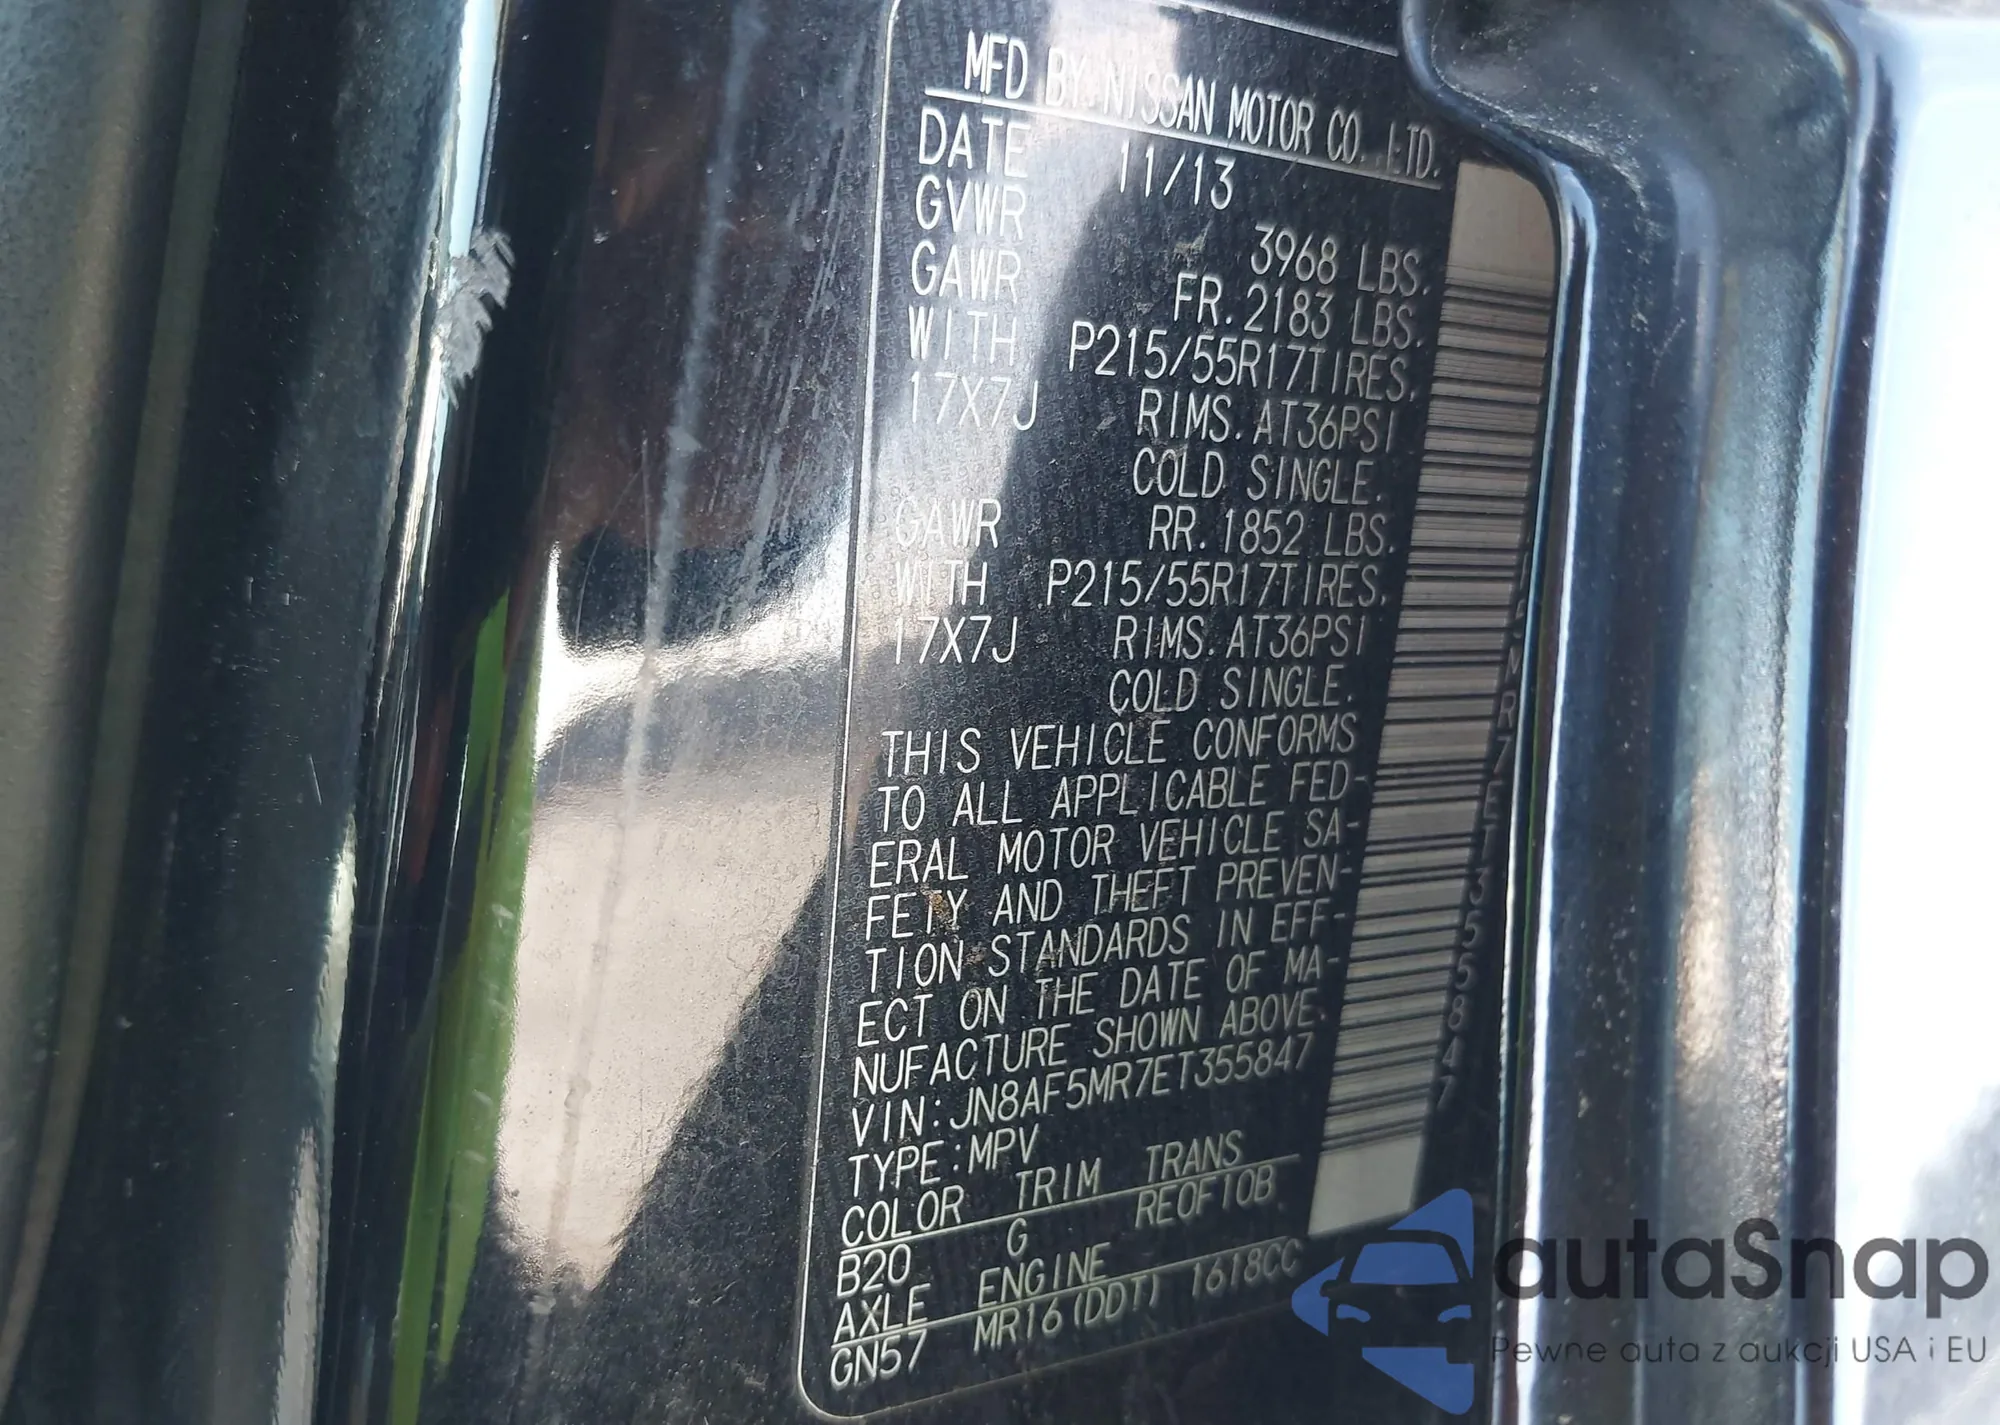 MFD BY NISSAN MOTOR CO., LTD.
DATE 11/13
GVWR 3968 LBS.
GAWR FR. 2183 LBS.
WITH P215/55R17TIRES,
17X7J RIMS. AT36PSI
COLD SINGLE.
GAWR RR. 1852 LBS.
WITH P215/55R17TIRES,
17X7J RIMS. AT36PSI
COLD SINGLE.
THIS VEHICLE CONFORMS
TO ALL APPLICABLE FED-
ERAL MOTOR VEHICLE SA-
FETY AND THEFT PREVEN-
TION STANDARDS IN EFF-
ECT ON THE DATE OF MA-
NUFACTURE SHOWN ABOVE.
VIN:JN8AF5MR7ET355847
TYPE:MPV
COLOR TRIM TRANS
B20 G RE0F10B
AXLE ENGINE
GN57 MR16(DDT) 1618CC
autaSnap
Pewne auta z aukcji USA i EU